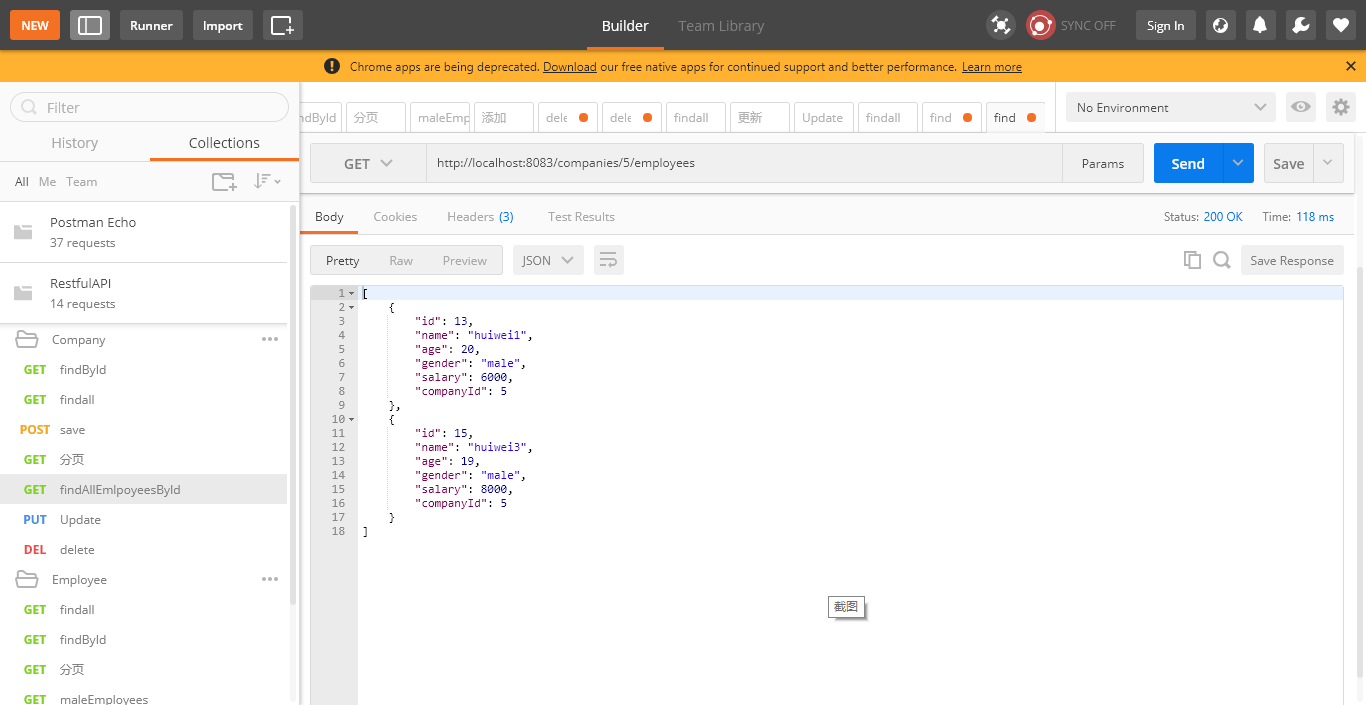 NEW Runner Import Builder Team Library SYNC OFF Sign In
Chrome apps are being deprecated. Download our free native apps for continued support and better performance. Learn more
Filter
History Collections
All Me Team
Postman Echo
37 requests
RestfulAPI
14 requests
Company
GET findById
GET findall
POST save
GET 分页
GET findAllEmlpoyeesById
PUT Update
DEL delete
Employee
GET findall
GET findById
GET 分页
GET maleEmployees
ndById 分页 maleEmp 添加 dele dele findall 更新 Update findall find find
No Environment
GET http://localhost:8083/companies/5/employees Params Send Save
Body Cookies Headers (3) Test Results Status: 200 OK Time: 118 ms
Pretty Raw Preview JSON Save Response
1 [
2 {
3 "id": 13,
4 "name": "huiwei1",
5 "age": 20,
6 "gender": "male",
7 "salary": 6000,
8 "companyId": 5
9 },
10 {
11 "id": 15,
12 "name": "huiwei3",
13 "age": 19,
14 "gender": "male",
15 "salary": 8000,
16 "companyId": 5
17 }
18 ]
截图